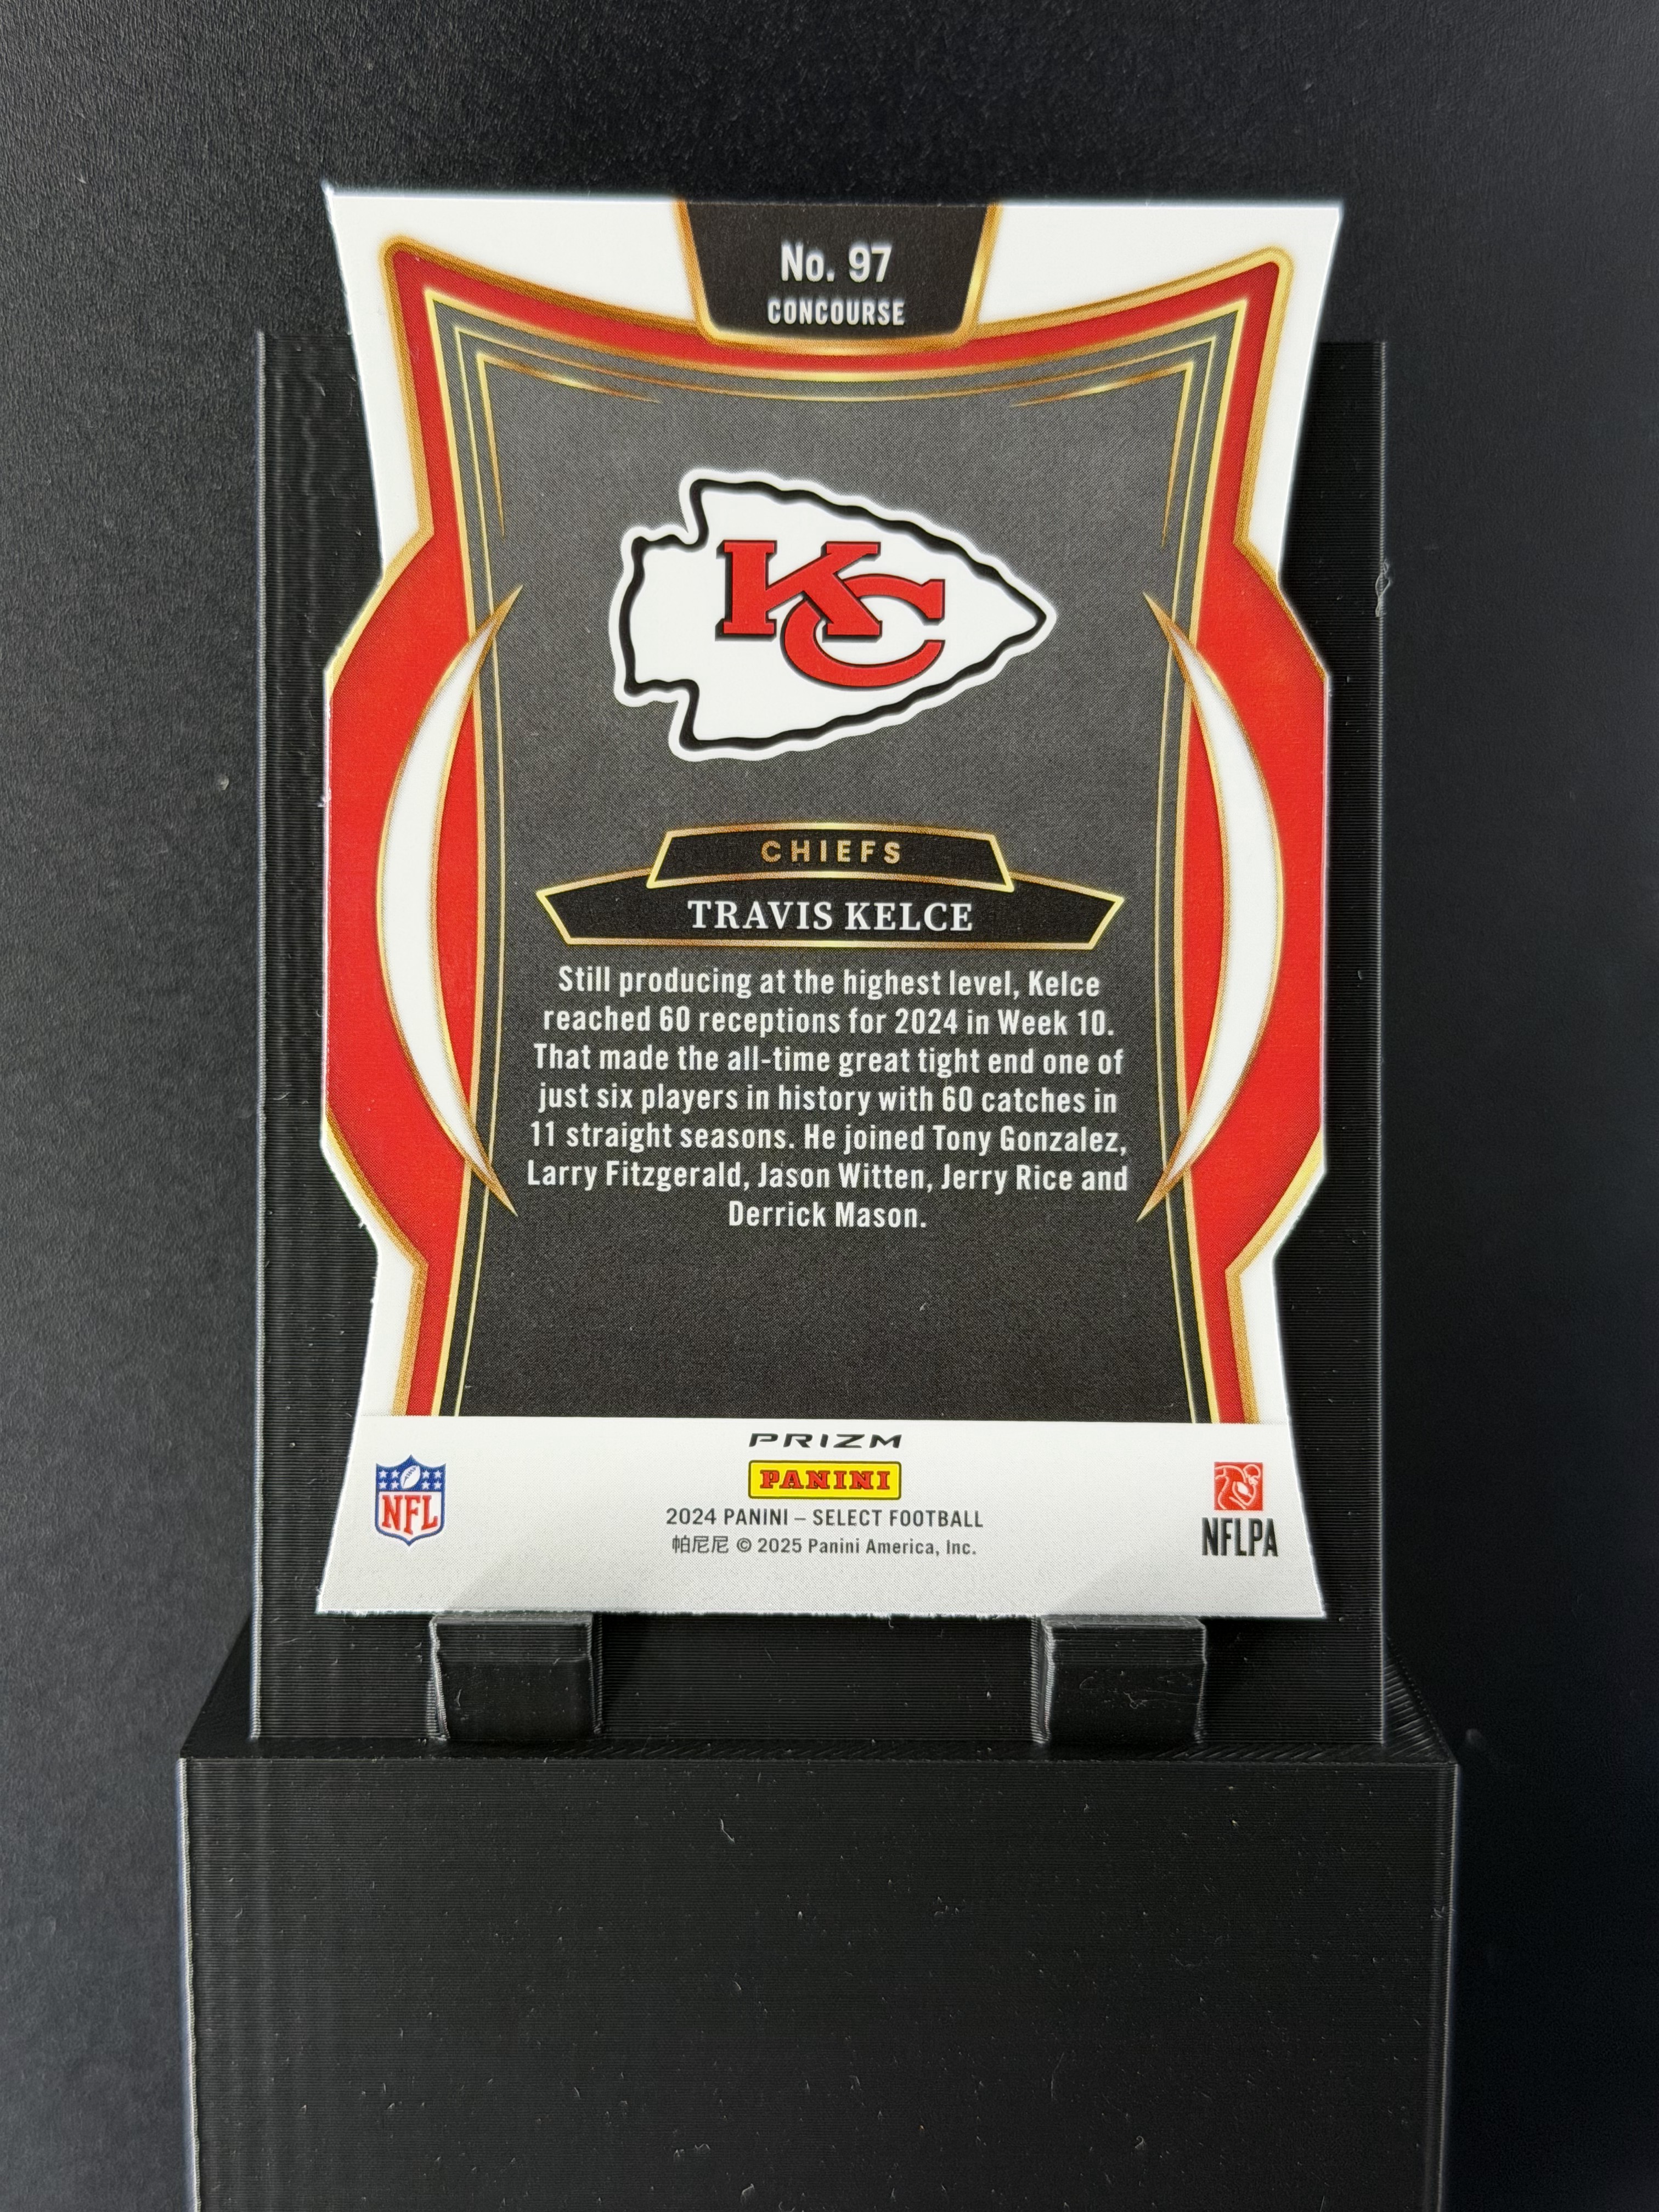 No. 97
CONCOURSE
KC
CHIEFS
TRAVIS KELCE
Still producing at the highest level, Kelce
reached 60 receptions for 2024 in Week 10.
That made the all-time great tight end one of
just six players in history with 60 catches in
11 straight seasons. He joined Tony Gonzalez,
Larry Fitzgerald, Jason Witten, Jerry Rice and
Derrick Mason.
PRIZM
PANINI
NFL
2024 PANINI – SELECT FOOTBALL
帕尼尼 © 2025 Panini America, Inc.
NFLPA